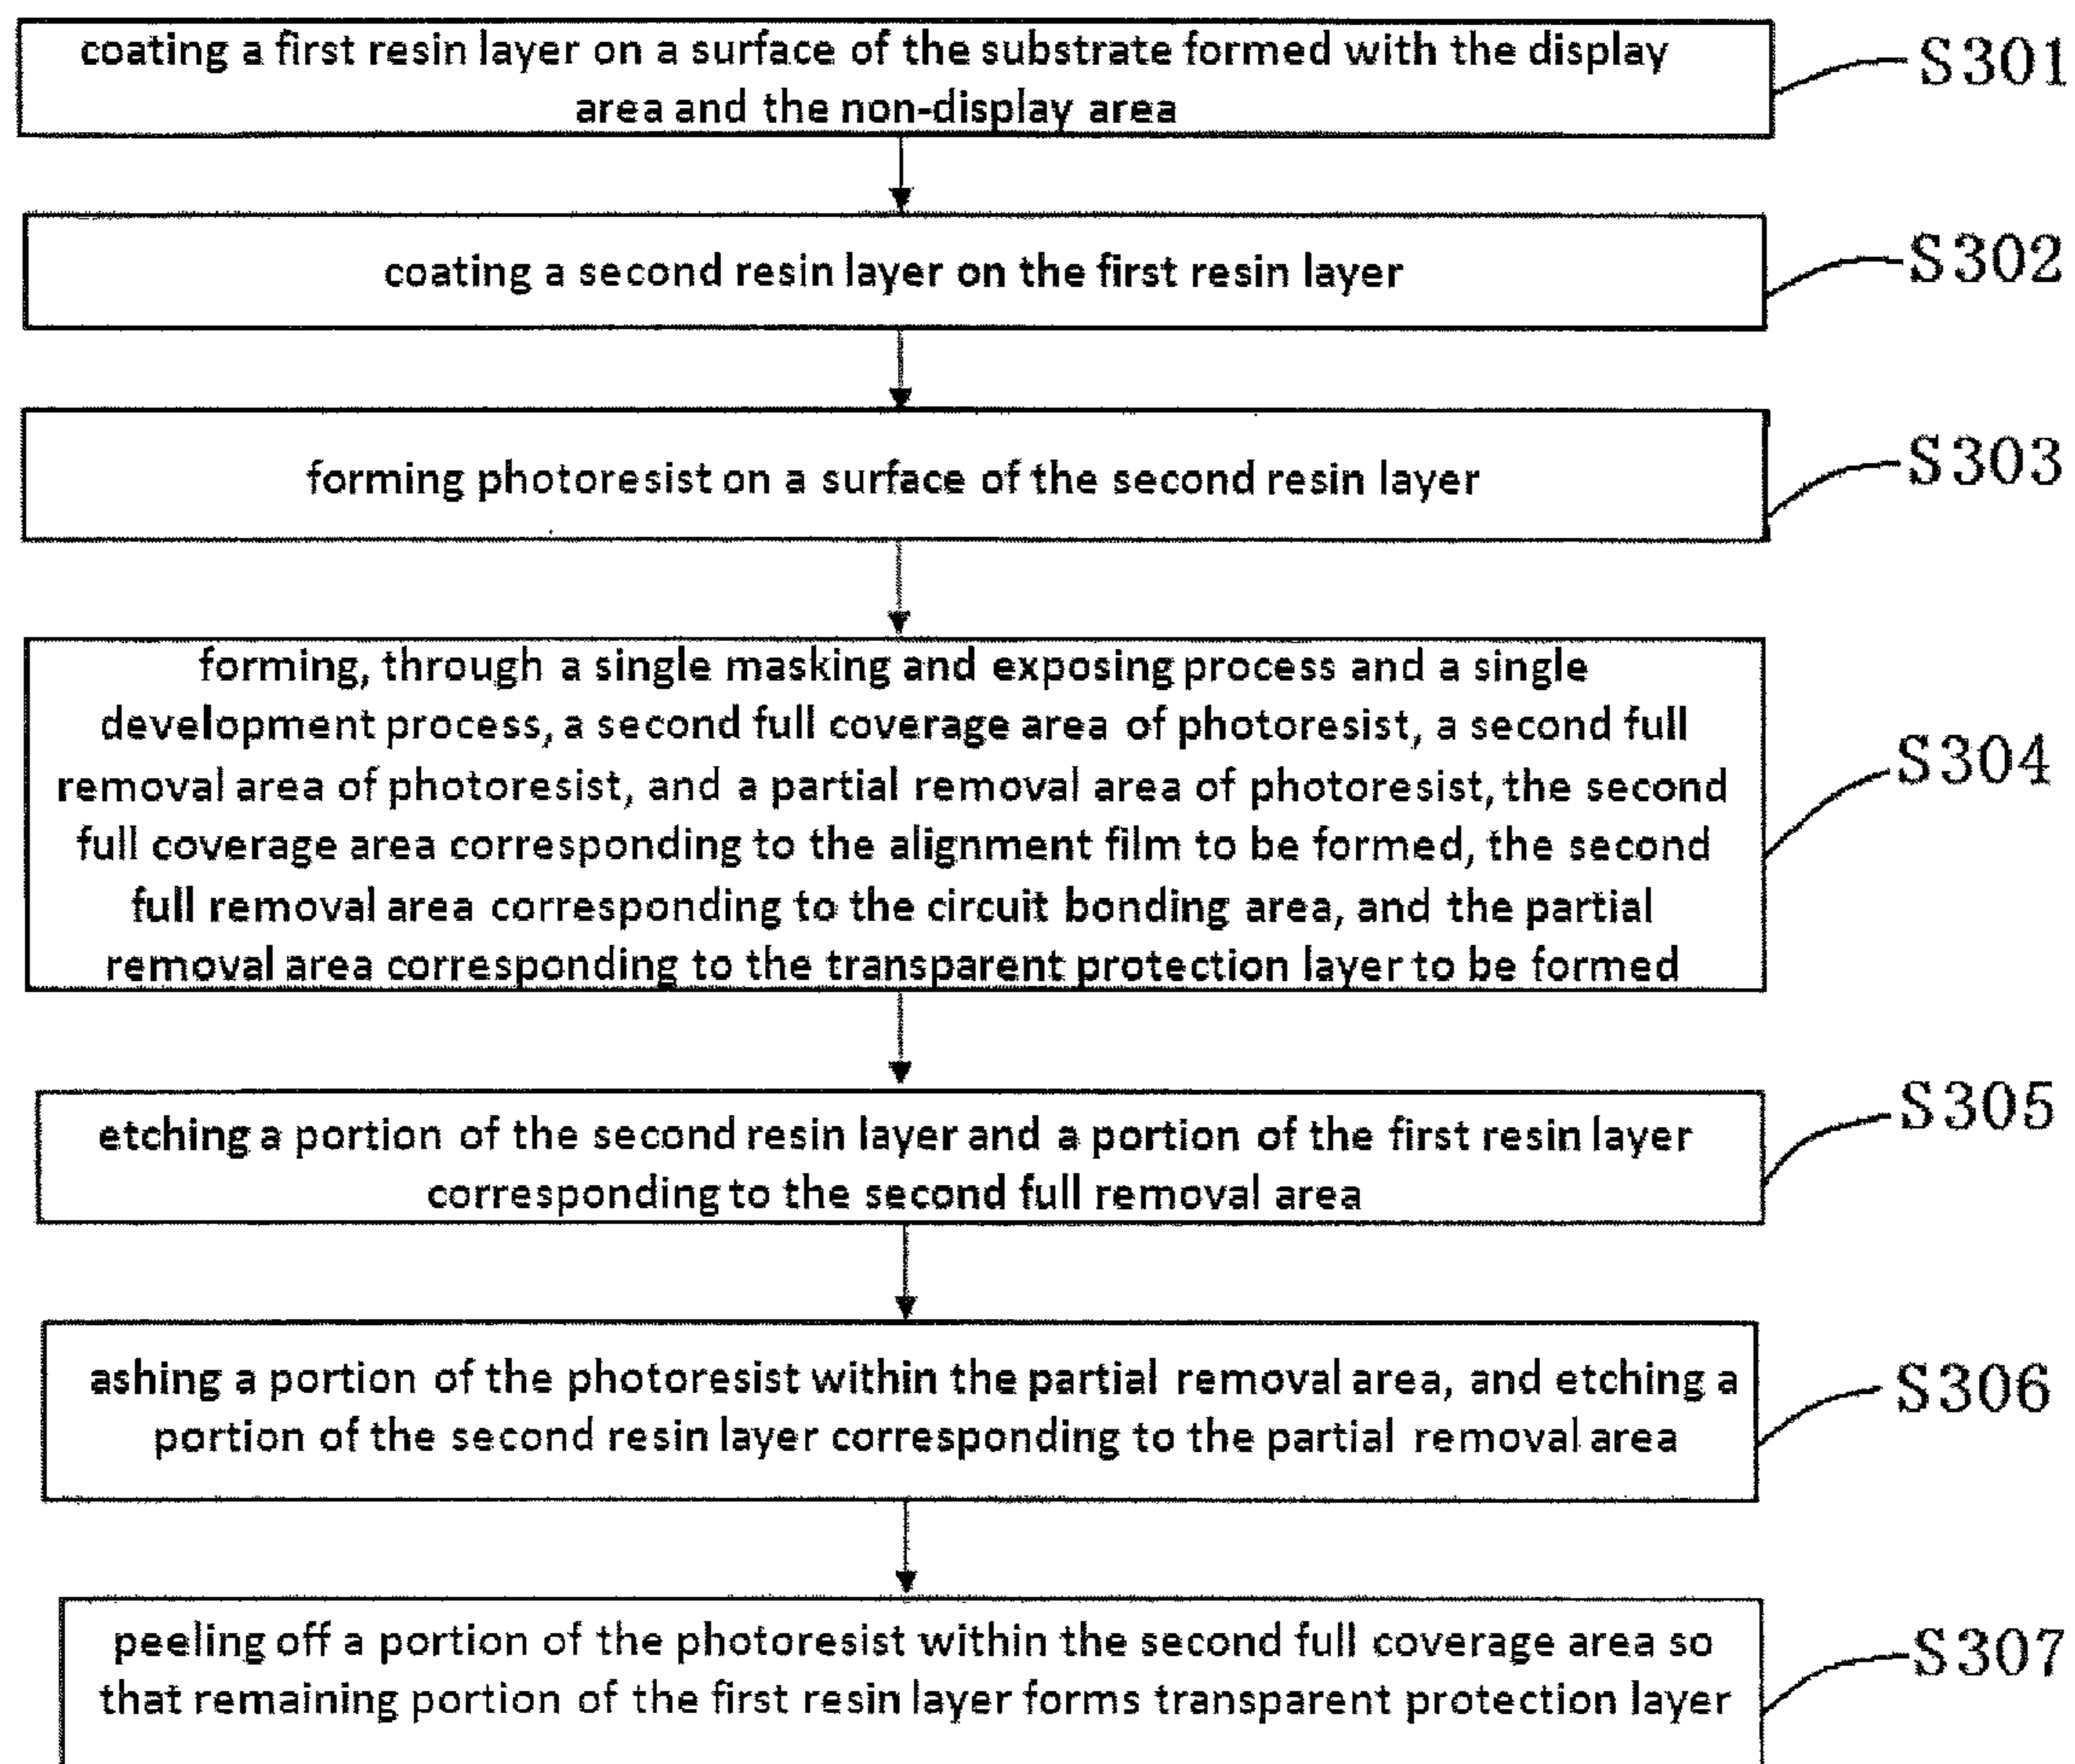 coating a first resin layer on a surface of the substrate formed with the display
area and the non-display area
S301
coating a second resin layer on the first resin layer
S302
forming photoresist on a surface of the second resin layer
S303
forming, through a single masking and exposing process and a single
development process, a second full coverage area of photoresist, a second full
removal area of photoresist, and a partial removal area of photoresist, the second
full coverage area corresponding to the alignment film to be formed, the second
full removal area corresponding to the circuit bonding area, and the partial
removal area corresponding to the transparent protection layer to be formed
S304
etching a portion of the second resin layer and a portion of the first resin layer
corresponding to the second full removal area
S305
ashing a portion of the photoresist within the partial removal area, and etching a
portion of the second resin layer corresponding to the partial removal area
S306
peeling off a portion of the photoresist within the second full coverage area so
that remaining portion of the first resin layer forms transparent protection layer
S307